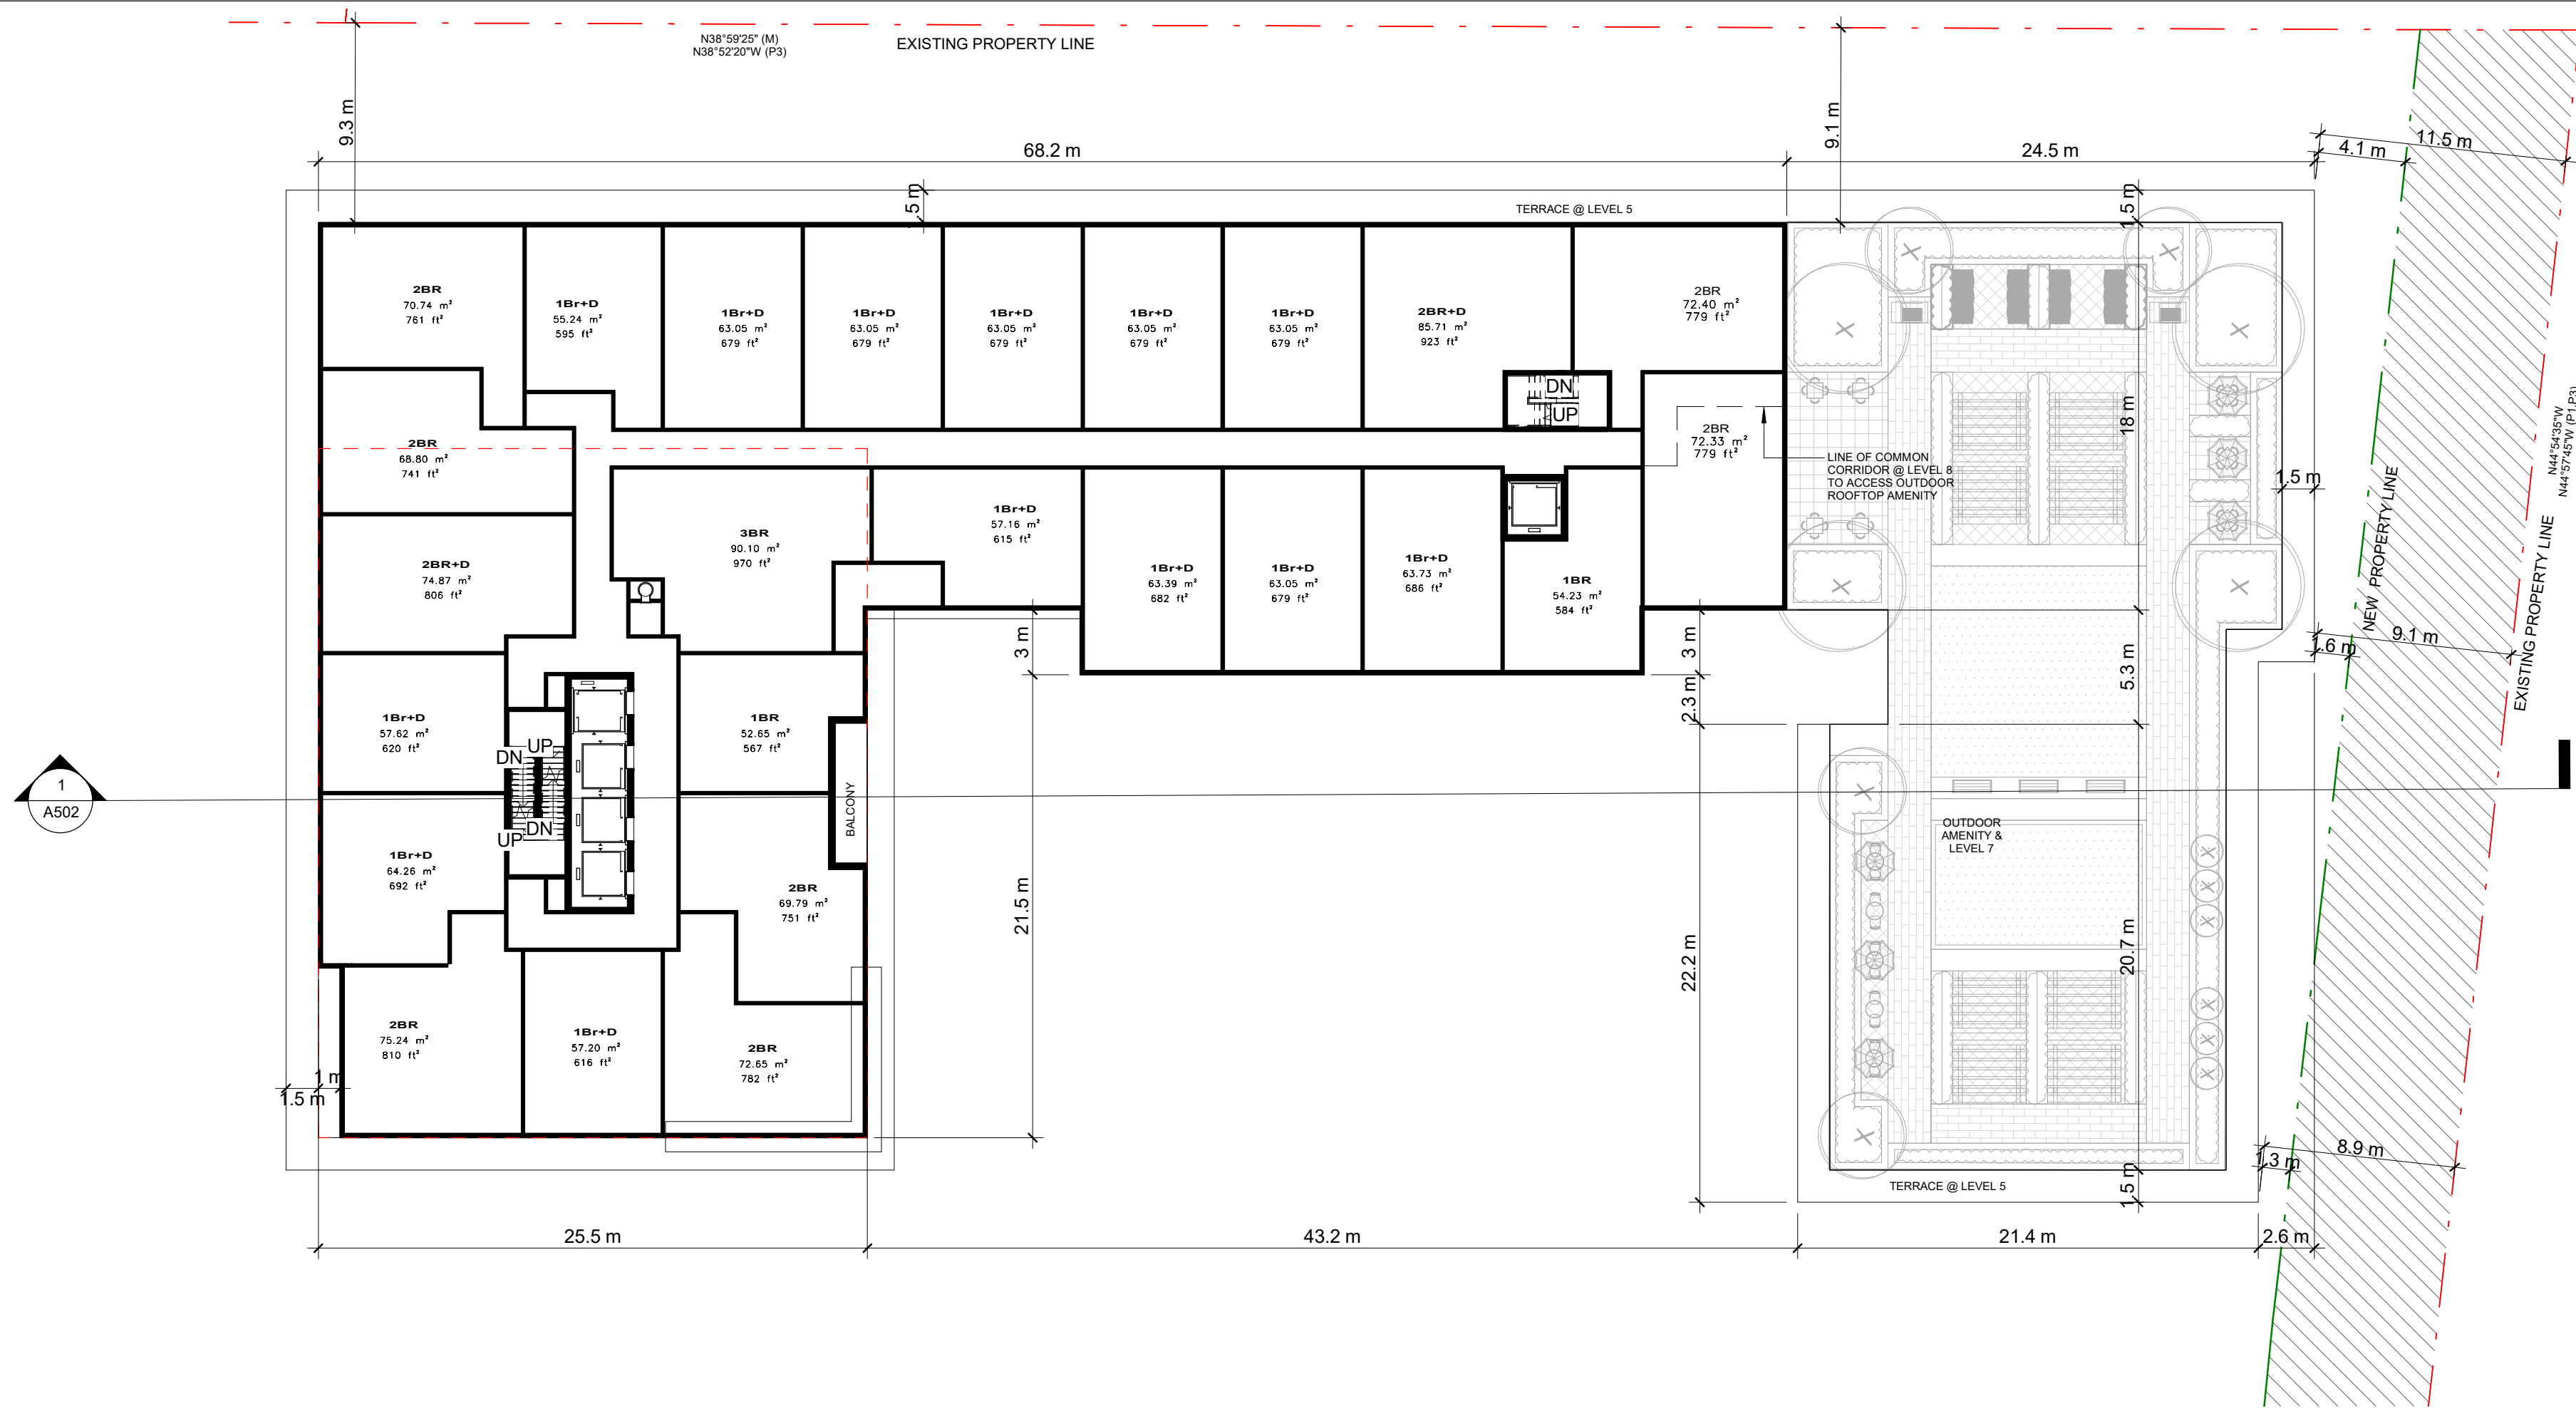 N38°59'25" (M)
N38°52'20"W (P3)
EXISTING PROPERTY LINE
9.3 m
9.1 m
68.2 m
24.5 m
11.5 m
4.1 m
.5 m
TERRACE @ LEVEL 5
1.5 m
2BR
70.74 m²
761 ft²
1Br+D
55.24 m²
595 ft²
1Br+D
63.05 m²
679 ft²
1Br+D
63.05 m²
679 ft²
1Br+D
63.05 m²
679 ft²
1Br+D
63.05 m²
679 ft²
1Br+D
63.05 m²
679 ft²
2BR+D
85.71 m²
923 ft²
2BR
72.40 m²
779 ft²
DN
UP
2BR
68.80 m²
741 ft²
2BR
72.33 m²
779 ft²
18 m
LINE OF COMMON
CORRIDOR @ LEVEL 8
TO ACCESS OUTDOOR
ROOFTOP AMENITY
1.5 m
N44°54'35"W
N44°57'45"W (P1,P3)
NEW PROPERTY LINE
EXISTING PROPERTY LINE
3BR
90.10 m²
970 ft²
1Br+D
57.16 m²
615 ft²
2BR+D
74.87 m²
806 ft²
1Br+D
63.39 m²
682 ft²
1Br+D
63.05 m²
679 ft²
1Br+D
63.73 m²
686 ft²
1BR
54.23 m²
584 ft²
3 m
3 m
5.3 m
9.1 m
.6 m
2.3 m
1Br+D
57.62 m²
620 ft²
1BR
52.65 m²
567 ft²
DN
UP
BALCONY
1
A502
UP
DN
OUTDOOR
AMENITY &
LEVEL 7
1Br+D
64.26 m²
692 ft²
2BR
69.79 m²
751 ft²
21.5 m
22.2 m
20.7 m
2BR
75.24 m²
810 ft²
1Br+D
57.20 m²
616 ft²
2BR
72.65 m²
782 ft²
1 m
1.5 m
8.9 m
.3 m
TERRACE @ LEVEL 5
1.5 m
25.5 m
43.2 m
21.4 m
2.6 m